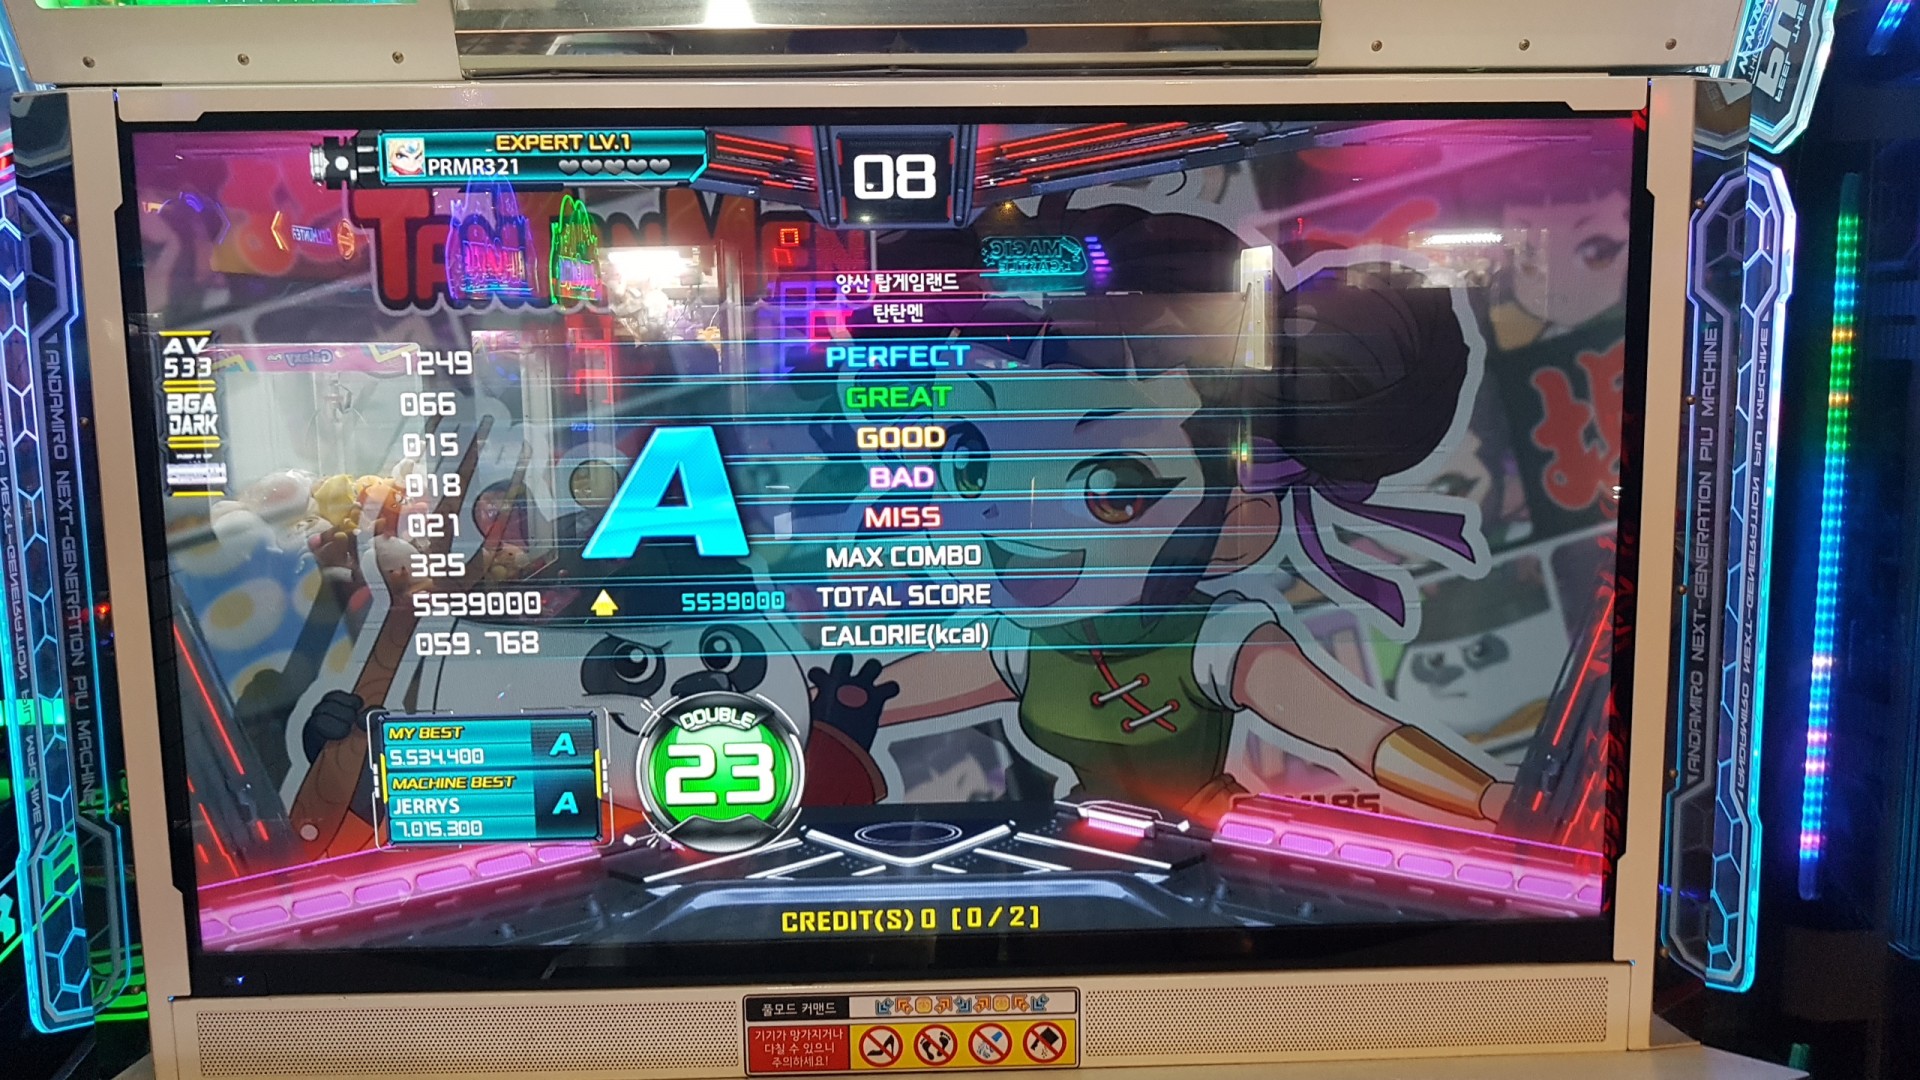 EXPERT LV.1
PRMR321
08
양산 탑게임랜드
탄탄멘
AV
533
BGA
DARK
1249 PERFECT
066 GREAT
015 GOOD
018 BAD
021 MISS
325 MAX COMBO
5539000 5539000 TOTAL SCORE
059.768 CALORIE(kcal)
A
MY BEST
5.534.400 A
MACHINE BEST
JERRYS A
7.015.300
DOUBLE
23
CREDIT(S) 0 [0/2]
풀모드 커맨드
기기가 망가지거나
다칠 수 있으니
주의하세요!
ANDAMIRO NEXT-GENERATION PIU MACHINE
ANDAMIRO NEXT-GENERATION PIU MACHINE